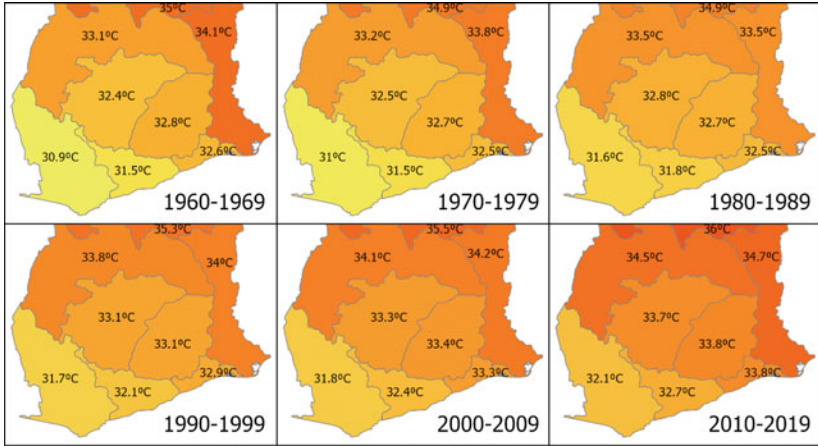 35ºC
33.1ºC
34.1ºC
32.4ºC
32.8ºC
32.6ºC
30.9ºC
31.5ºC
1960-1969
34.9ºC
33.2ºC
33.8ºC
32.5ºC
32.7ºC
32.5ºC
31ºC
31.5ºC
1970-1979
34.9ºC
33.5ºC
33.5ºC
32.8ºC
32.7ºC
32.5ºC
31.6ºC
31.8ºC
1980-1989
35.3ºC
33.8ºC
34ºC
33.1ºC
33.1ºC
32.9ºC
31.7ºC
32.1ºC
1990-1999
35.5ºC
34.1ºC
34.2ºC
33.3ºC
33.4ºC
33.3ºC
31.8ºC
32.4ºC
2000-2009
36ºC
34.5ºC
34.7ºC
33.7ºC
33.8ºC
33.8ºC
32.1ºC
32.7ºC
2010-2019